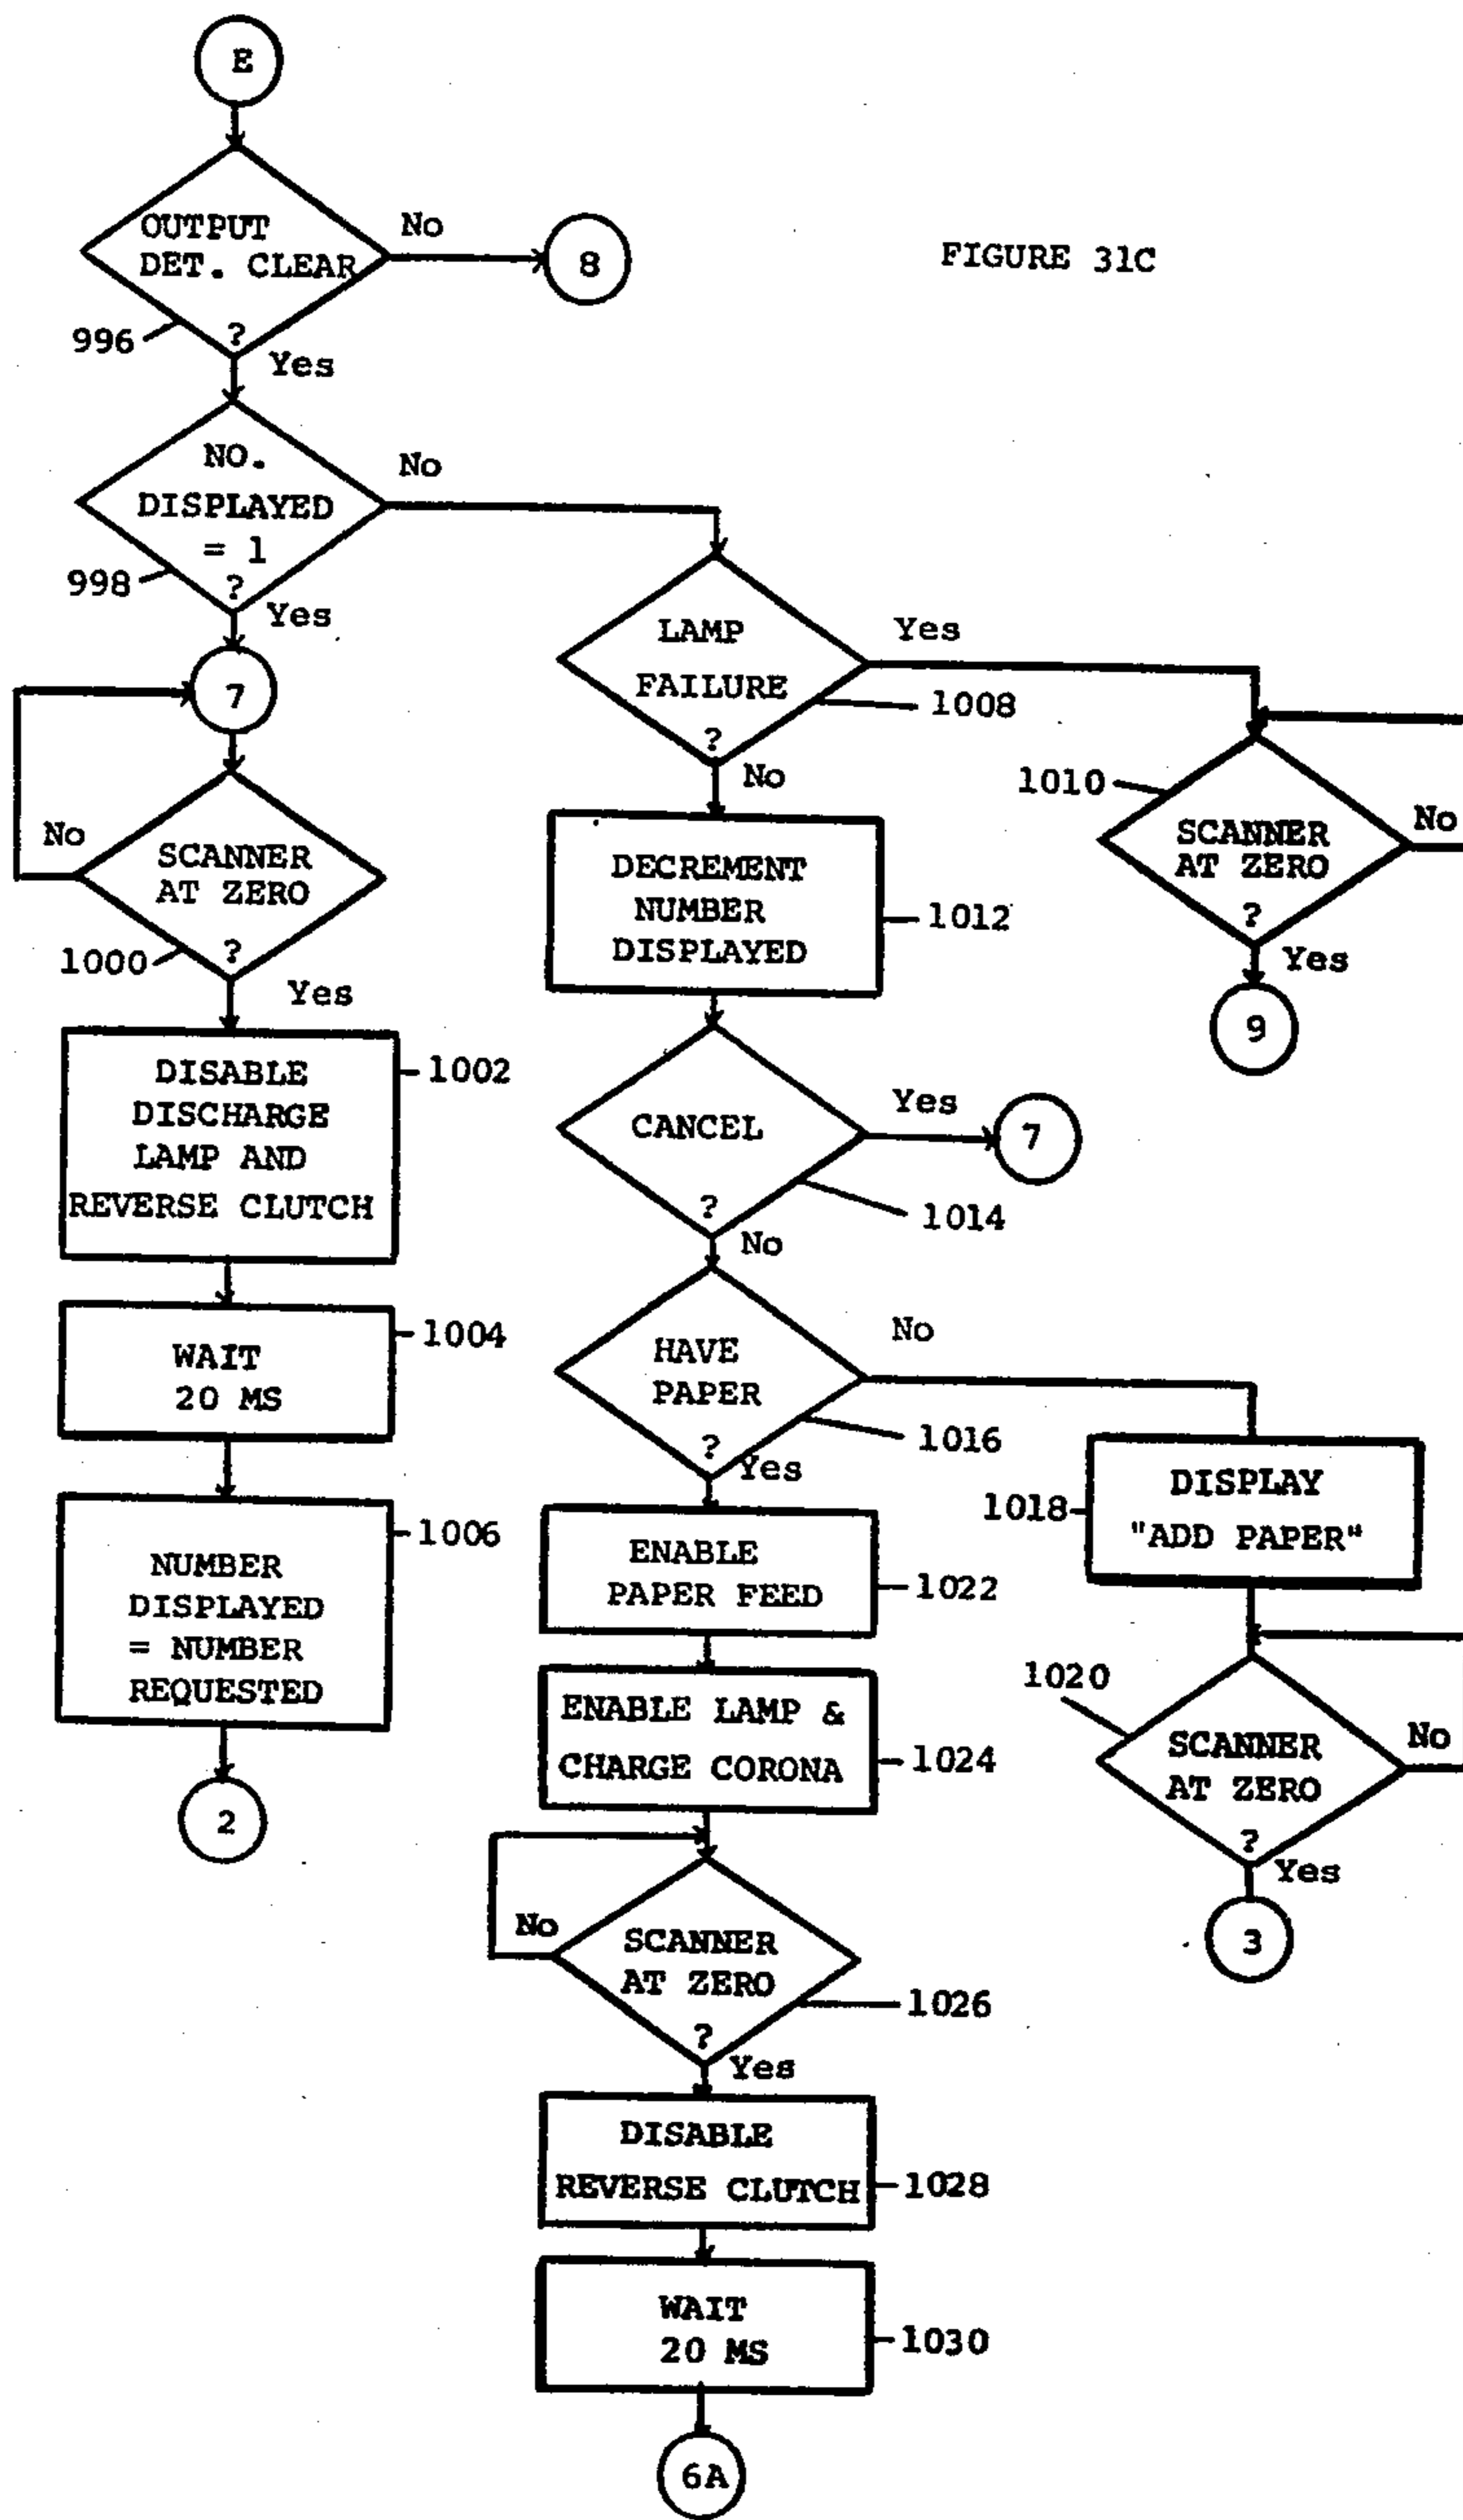 E
OUTPUT
DET. CLEAR
?
996
No
8
FIGURE 31C
Yes
NO.
DISPLAYED
= 1
?
998
No
Yes
7
No
SCANNER
AT ZERO
?
1000
Yes
DISABLE
DISCHARGE
LAMP AND
REVERSE CLUTCH
1002
WAIT
20 MS
1004
NUMBER
DISPLAYED
= NUMBER
REQUESTED
1006
2
LAMP
FAILURE
?
1008
Yes
No
1010
SCANNER
AT ZERO
?
No
Yes
9
DECREMENT
NUMBER
DISPLAYED
1012
CANCEL
?
Yes
7
1014
No
HAVE
PAPER
?
No
1016
Yes
DISPLAY
"ADD PAPER"
1018
1020
SCANNER
AT ZERO
?
No
Yes
3
ENABLE
PAPER FEED
1022
ENABLE LAMP &
CHARGE CORONA
1024
No
SCANNER
AT ZERO
?
1026
Yes
DISABLE
REVERSE CLUTCH
1028
WAIT
20 MS
1030
6A